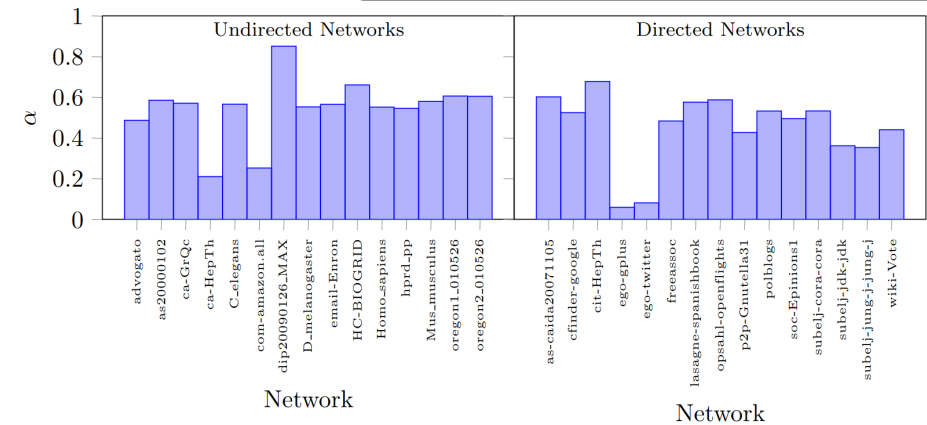 Undirected Networks
Directed Networks
α
1
0.8
0.6
0.4
0.2
0
advogato
as20000102
ca-GrQc
ca-HepTh
C_elegans
com-amazon.all
dip20090126_MAX
D_melanogaster
email-Enron
HC-BIOGRID
Homo_sapiens
hprd_pp
Mus_musculus
oregon1_010526
oregon2_010526
as-caida20071105
cfinder-google
cit-HepTh
ego-gplus
ego-twitter
freeassoc
lasagne-spanishbook
opsahl-openflights
p2p-Gnutella31
polblogs
soc-Epinions1
subelj-cora-cora
subelj-jdk-jdk
subelj-jung-j-jung-j
wiki-Vote
Network
Network